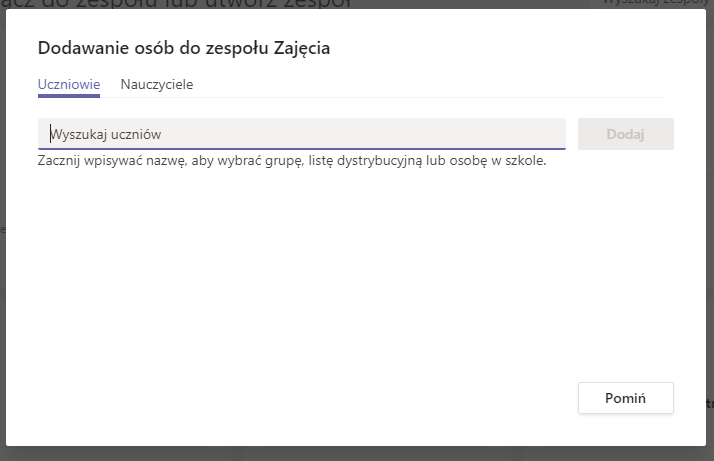 acz do zespołu lub utwórz zespół
Wyszukaj zespoły
Dodawanie osób do zespołu Zajęcia
Uczniowie
Nauczyciele
Wyszukaj uczniów
Dodaj
Zacznij wpisywać nazwę, aby wybrać grupę, listę dystrybucyjną lub osobę w szkole.
Pomiń